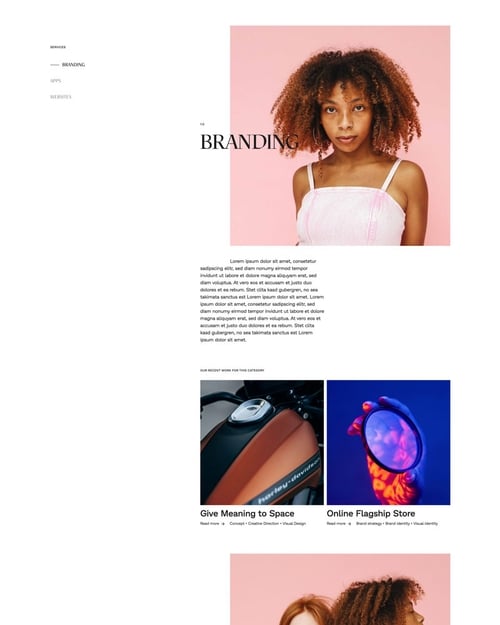 SERVICES
BRANDING
APPS
WEBSITES
BRANDING
Lorem ipsum dolor sit amet, consetetur
sadipscing elitr, sed diam nonumy eirmod tempor
invidunt ut labore et dolore magna aliquyam erat, sed
diam voluptua. At vero et accusam et justo duo
dolores et ea rebum. Stet clita kasd gubergren, no sea
takimata sanctus est Lorem ipsum dolor sit amet. Lorem
ipsum dolor sit amet, consetetur sadipscing elitr, sed
diam nonumy eirmod tempor invidunt ut labore et dolore
magna aliquyam erat, sed diam voluptua. At vero et
accusam et justo duo dolores et ea rebum. Stet clita
kasd gubergren, no sea takimata sanctus est Lorem
ipsum dolor sit amet.
OUR RECENT WORK FOR THIS CATEGORY
harley-davidson
Give Meaning to Space
Online Flagship Store
Read more → Concept • Creative Direction • Visual Design
Read more → Brand strategy • Brand identity • Visual identity